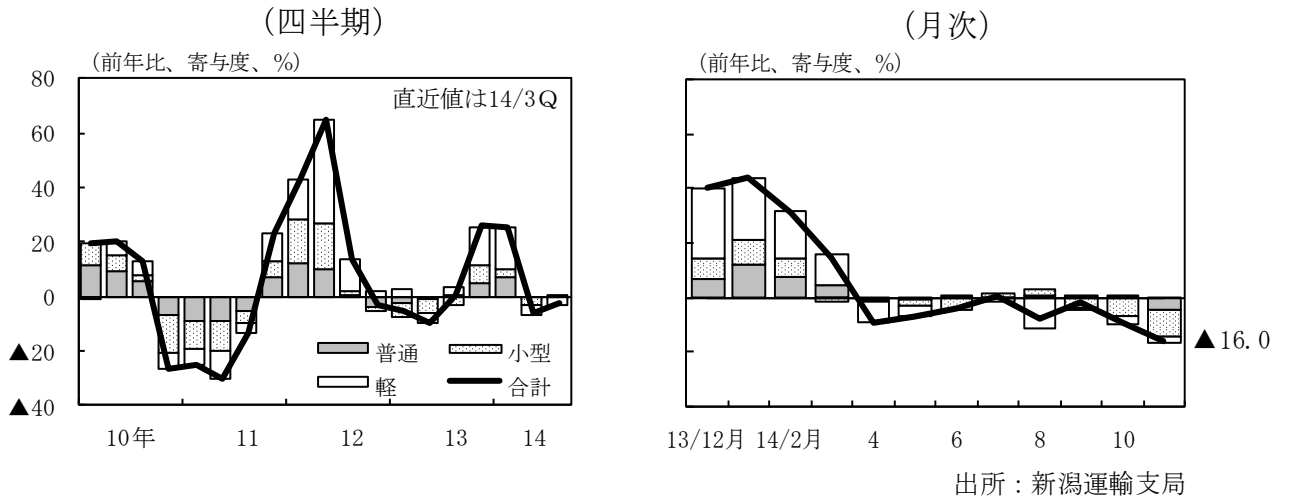 (四半期)
(前年比、寄与度、%)
直近値は14/3Q
80
60
40
20
0
▲20
▲40
普通
小型
軽
合計
10年
11
12
13
14
(月次)
(前年比、寄与度、%)
▲16.0
13/12月
14/2月
4
6
8
10
出所：新潟運輸支局